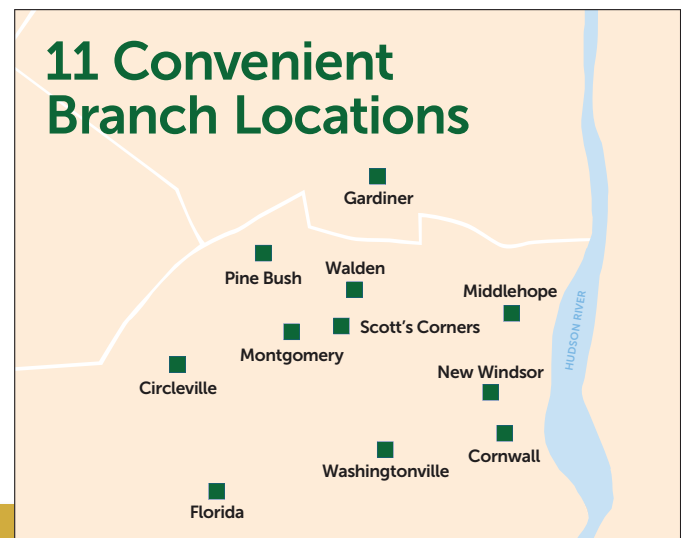 11 Convenient
Branch Locations
Gardiner
Pine Bush
Walden
Middlehope
Scott's Corners
Montgomery
HUDSON RIVER
Circleville
New Windsor
Cornwall
Washingtonville
Florida